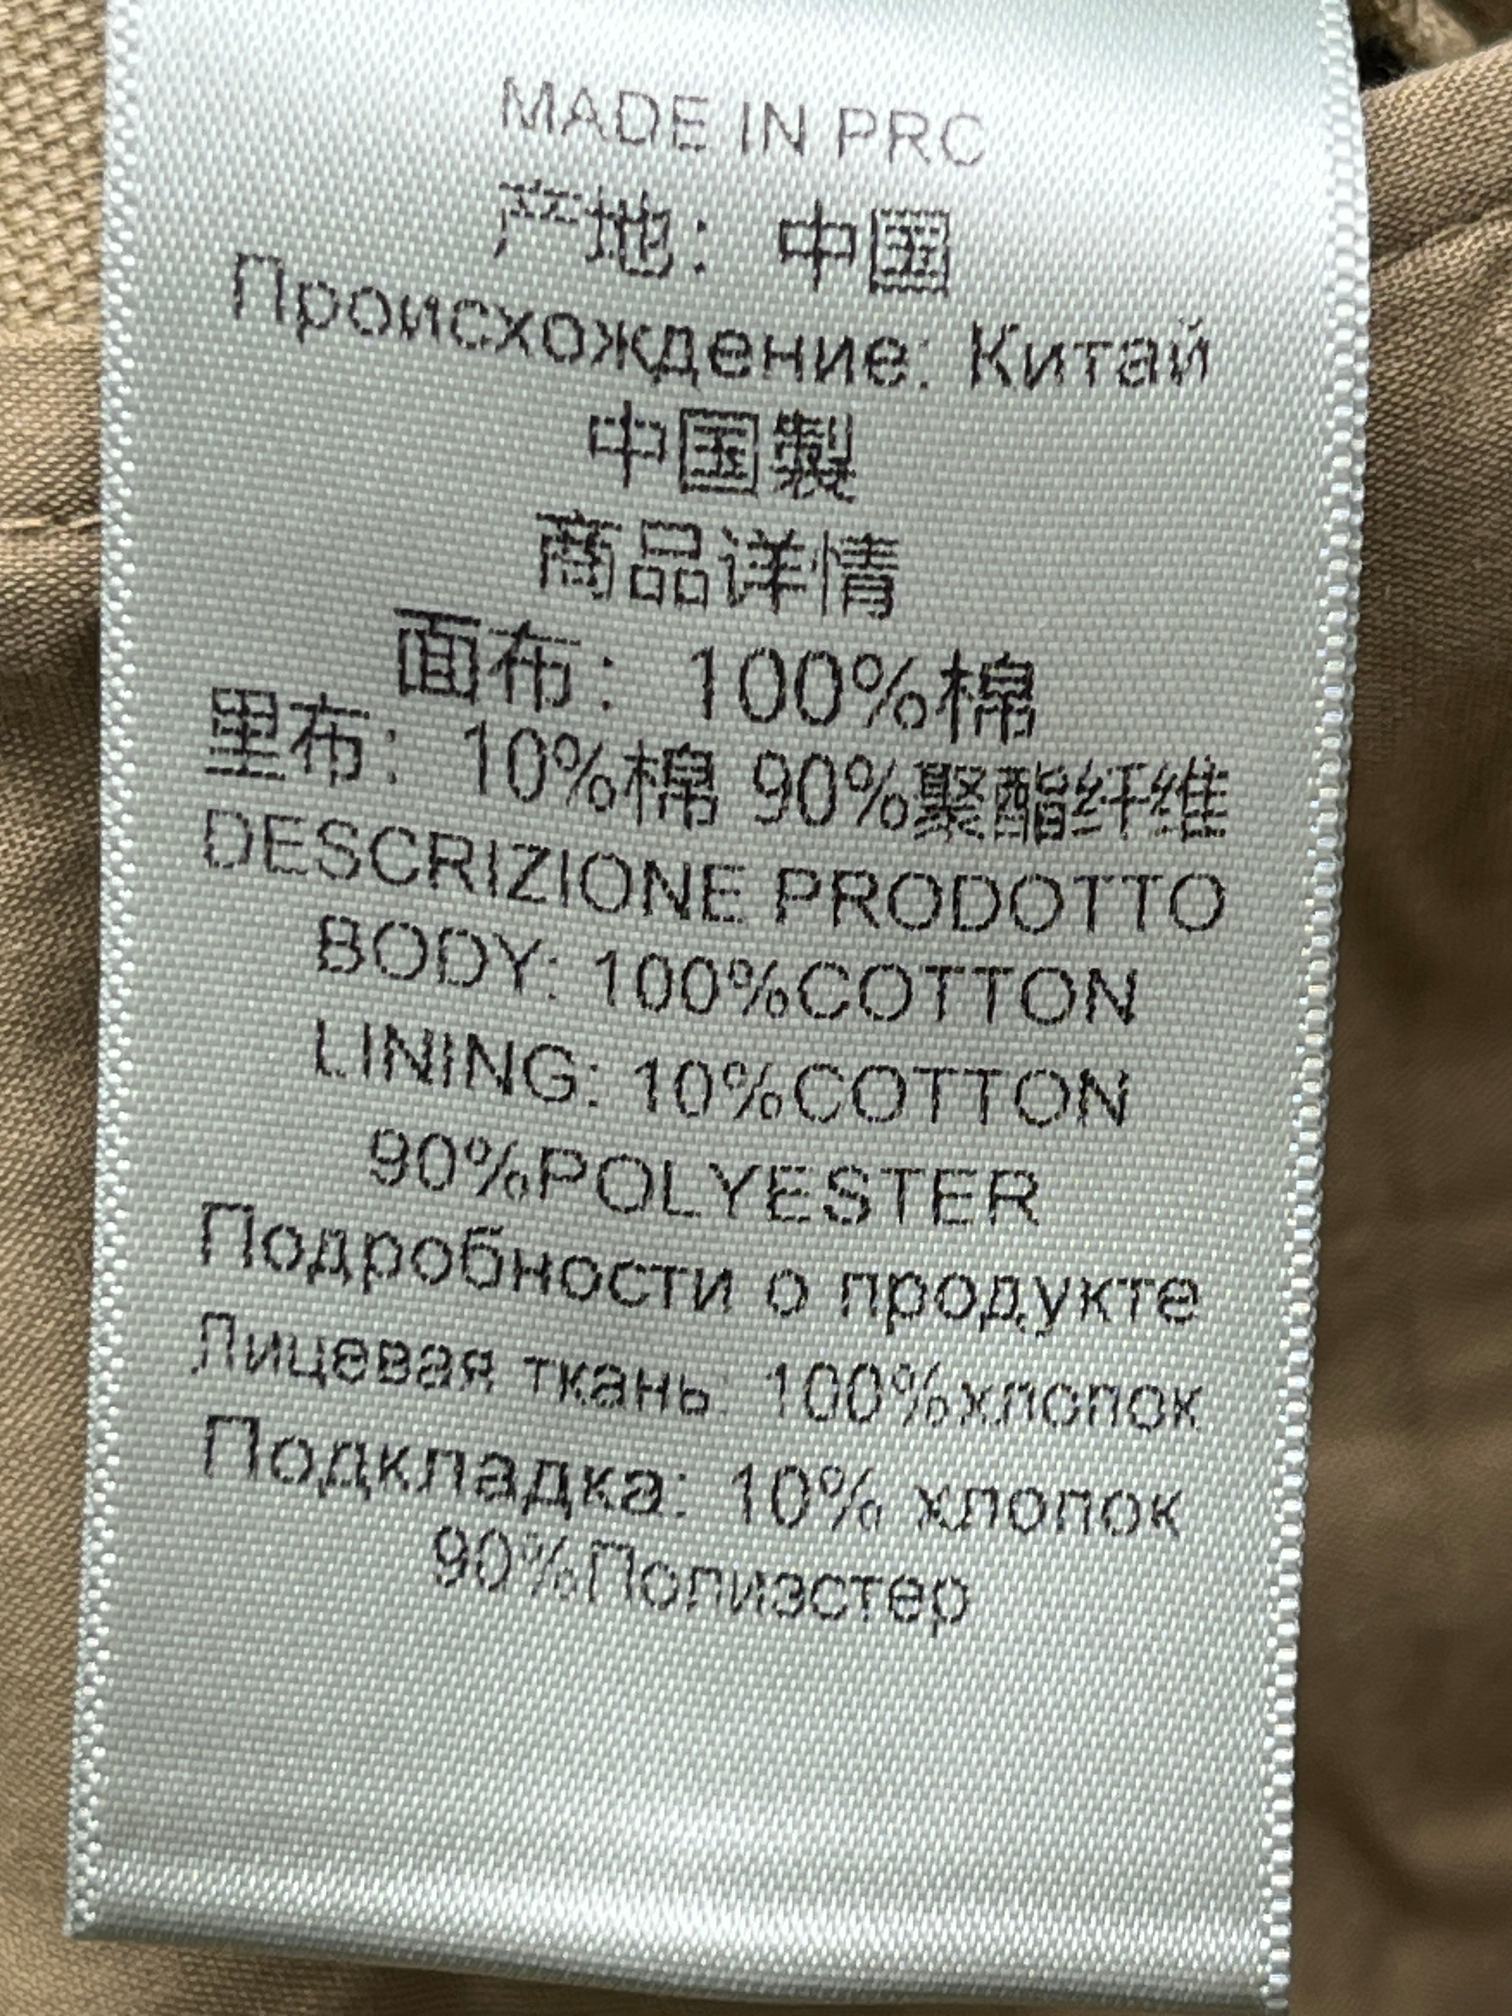 MADE IN PRC
产地：中国
Происхождение: Китай
中国製
商品详情
面布：100%棉
里布：10%棉 90%聚酯纤维
DESCRIZIONE PRODOTTO
BODY: 100%COTTON
LINING: 10%COTTON
90%POLYESTER
Подробности о продукте
Лицевая ткань: 100%хлопок
Подкладка: 10% хлопок
90%Полиэстер